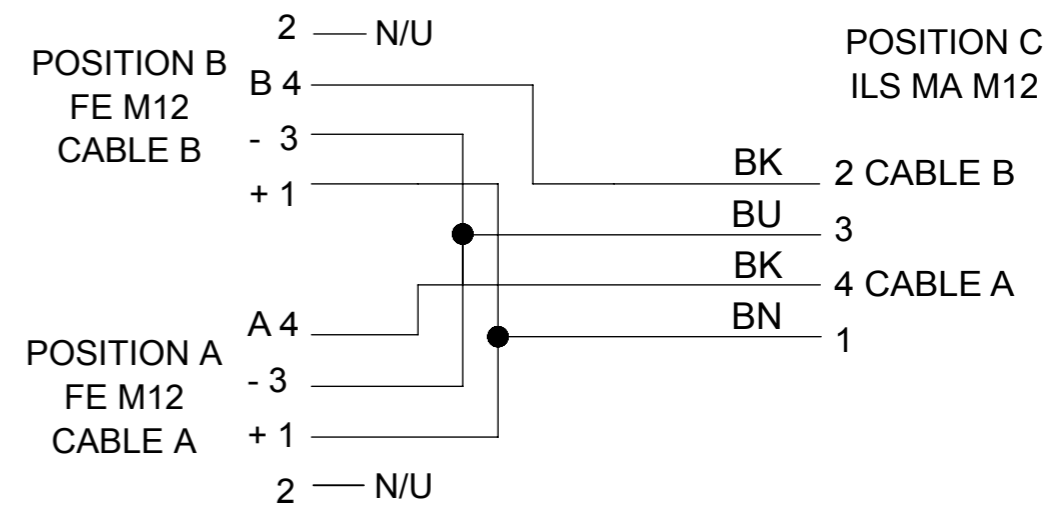 2 N/U
POSITION B
FE M12
CABLE B
B 4
- 3
+ 1
POSITION C
ILS MA M12
BK 2 CABLE B
BU 3
BK 4 CABLE A
BN 1
POSITION A
FE M12
CABLE A
A 4
- 3
+ 1
2 N/U